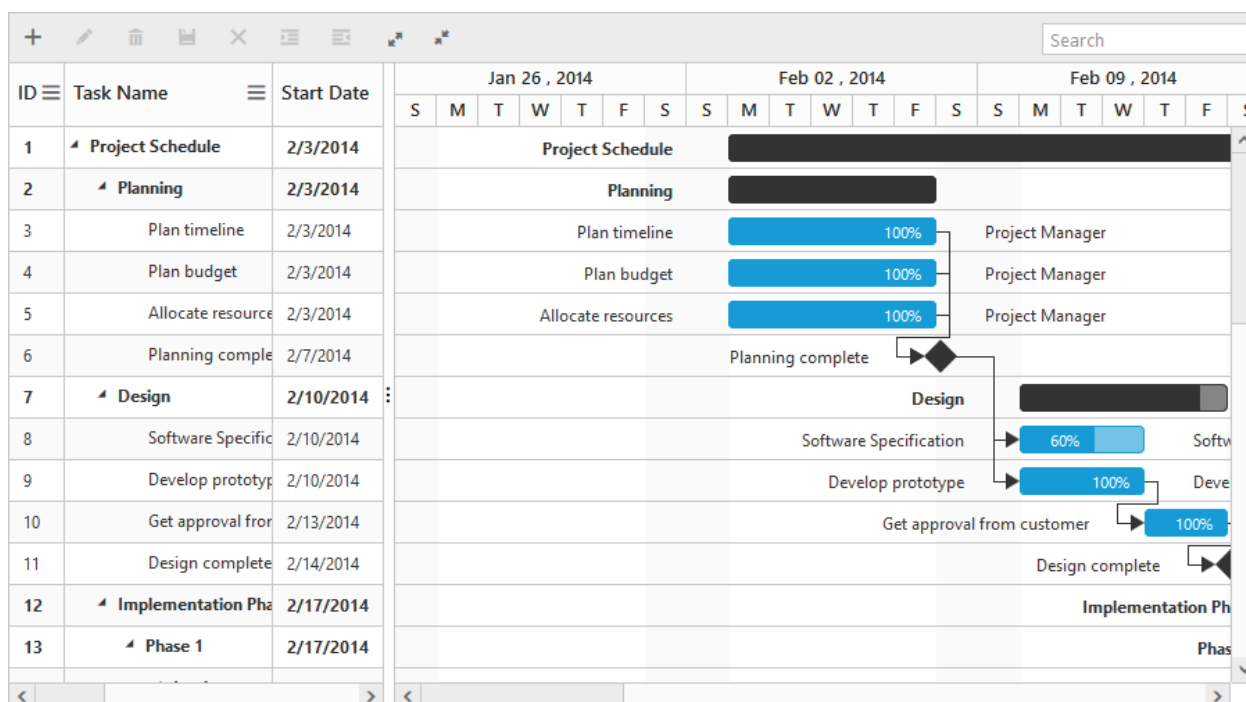 Search
Jan 26 , 2014 Feb 02 , 2014 Feb 09 , 2014
ID Task Name Start Date
S M T W T F S S M T W T F S S M T W T F
1 Project Schedule 2/3/2014 Project Schedule
2 Planning 2/3/2014 Planning
3 Plan timeline 2/3/2014 Plan timeline 100% Project Manager
4 Plan budget 2/3/2014 Plan budget 100% Project Manager
5 Allocate resource 2/3/2014 Allocate resources 100% Project Manager
6 Planning comple 2/7/2014 Planning complete
7 Design 2/10/2014 Design
8 Software Specific 2/10/2014 Software Specification 60% Softw
9 Develop prototyp 2/10/2014 Develop prototype 100% Deve
10 Get approval fror 2/13/2014 Get approval from customer 100%
11 Design complete 2/14/2014 Design complete
12 Implementation Pha 2/17/2014 Implementation Ph
13 Phase 1 2/17/2014 Phas